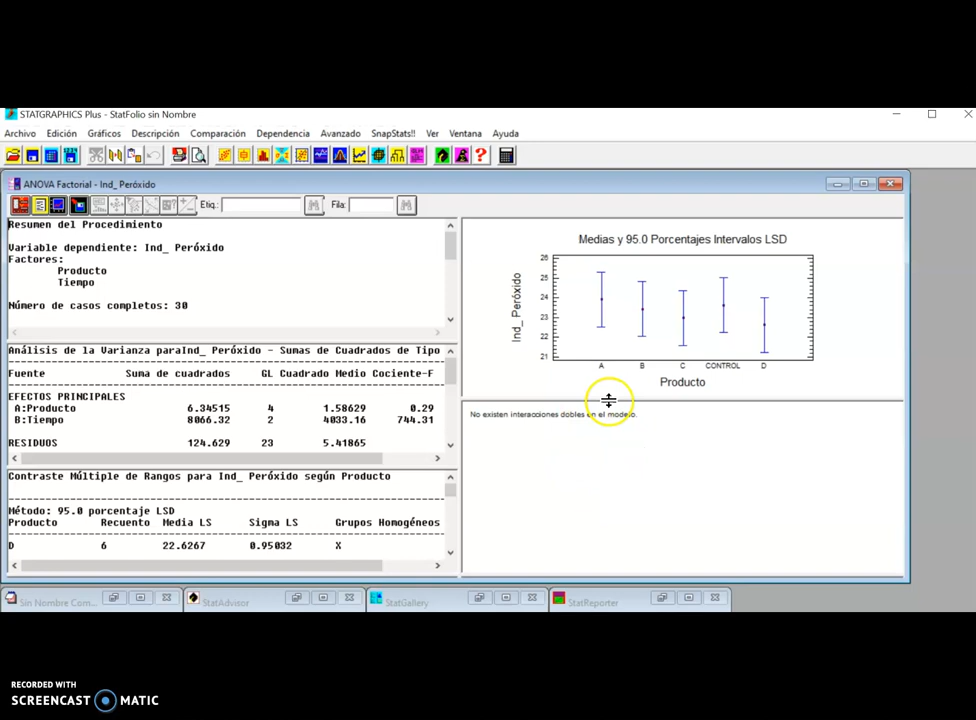 STATGRAPHICS Plus - StatFolio sin Nombre
Archivo Edición Gráficos Descripción Comparación Dependencia Avanzado SnapStats!! Ver Ventana Ayuda
ANOVA Factorial - Ind_ Peróxido
Etiq.: Fila:
Resumen del Procedimiento
Variable dependiente: Ind_ Peróxido
Factores:
Producto
Tiempo
Número de casos completos: 30
Análisis de la Varianza paraInd_ Peróxido - Sumas de Cuadrados de Tipo
Fuente Suma de cuadrados GL Cuadrado Medio Cociente-F
EFECTOS PRINCIPALES
A:Producto 6.34515 4 1.58629 0.29
B:Tiempo 8066.32 2 4033.16 744.31
RESIDUOS 124.629 23 5.41865
Contraste Múltiple de Rangos para Ind_ Peróxido según Producto
Método: 95.0 porcentaje LSD
Producto Recuento Media LS Sigma LS Grupos Homogéneos
D 6 22.6267 0.95032 X
Medias y 95.0 Porcentajes Intervalos LSD
Ind_ Peróxido
26
25
24
23
22
21
A B C CONTROL D
Producto
No existen interacciones dobles en el modelo.
Sin Nombre Com... StatAdvisor StatGallery StatReporter
RECORDED WITH
SCREENCAST MATIC